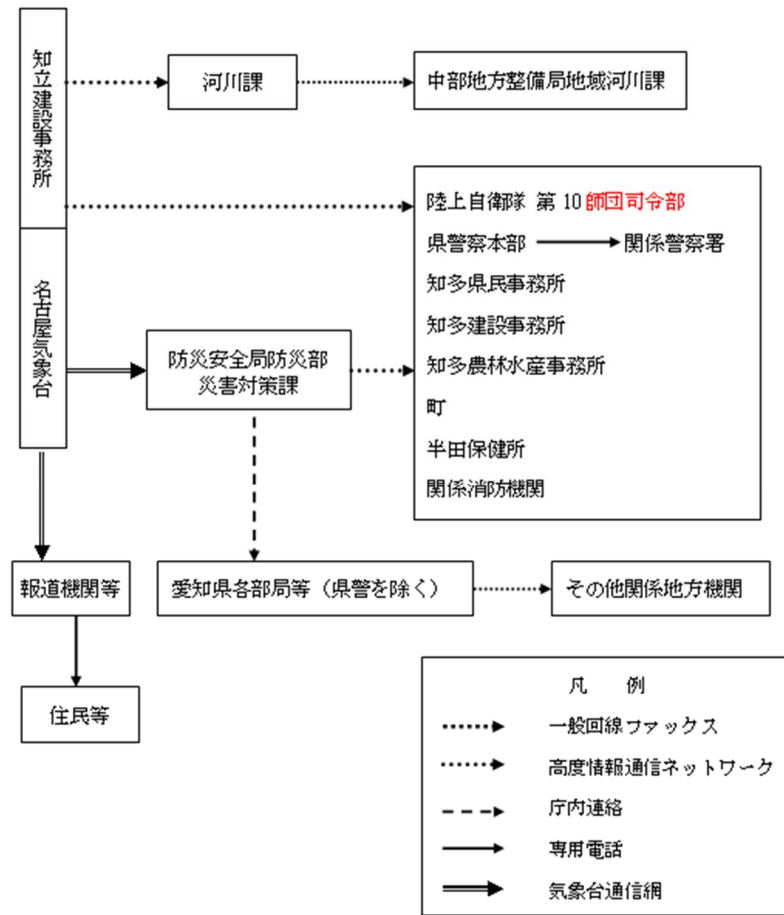 知立建設事務所
河川課
中部地方整備局地域河川課
陸上自衛隊 第10師団司令部
県警察本部 関係警察署
知多県民事務所
知多建設事務所
知多農林水産事務所
町
半田保健所
関係消防機関
名古屋気象台
防災安全局防災部
災害対策課
報道機関等
愛知県各部局等（県警を除く）
その他関係地方機関
住民等
凡 例
一般回線ファックス
高度情報通信ネットワーク
庁内連絡
専用電話
気象台通信網